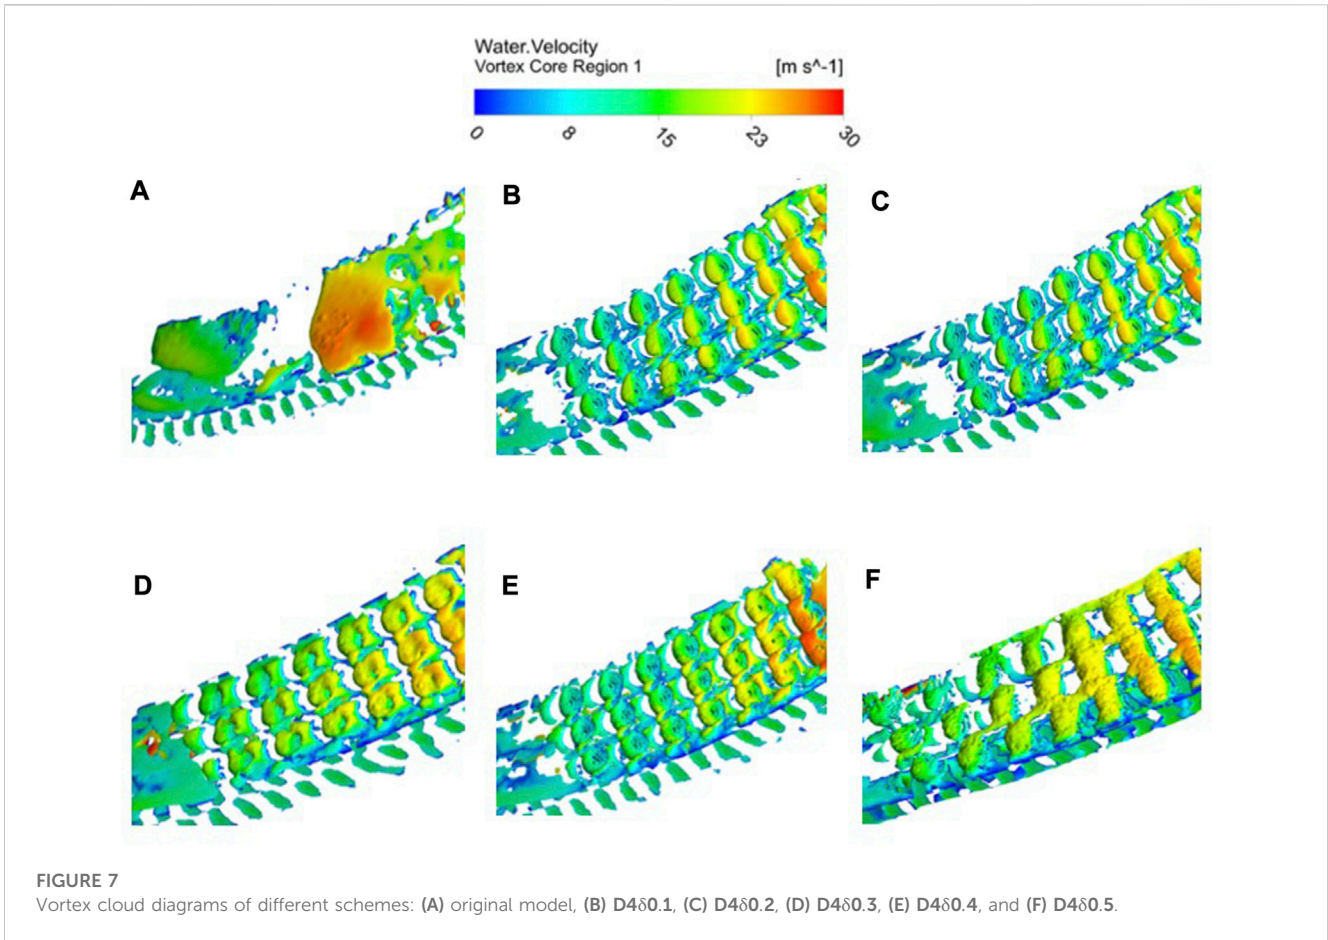 Water.Velocity
Vortex Core Region 1 [m s^-1]
0 8 15 23 30
A B C
D E F
FIGURE 7
Vortex cloud diagrams of different schemes: (A) original model, (B) D4δ0.1, (C) D4δ0.2, (D) D4δ0.3, (E) D4δ0.4, and (F) D4δ0.5.